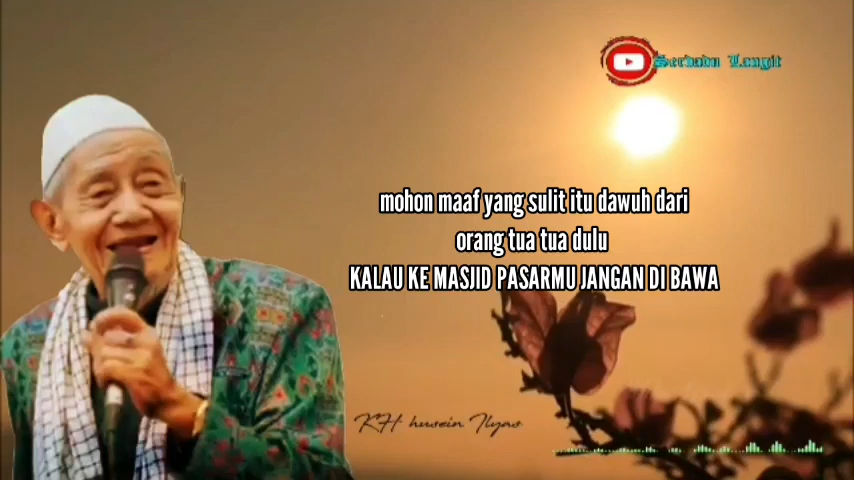 Serdadu Langit
mohon maaf yang sulit itu dawuh dari
orang tua tua dulu
KALAU KE MASJID PASARMU JANGAN DI BAWA
KH husein Ilyas